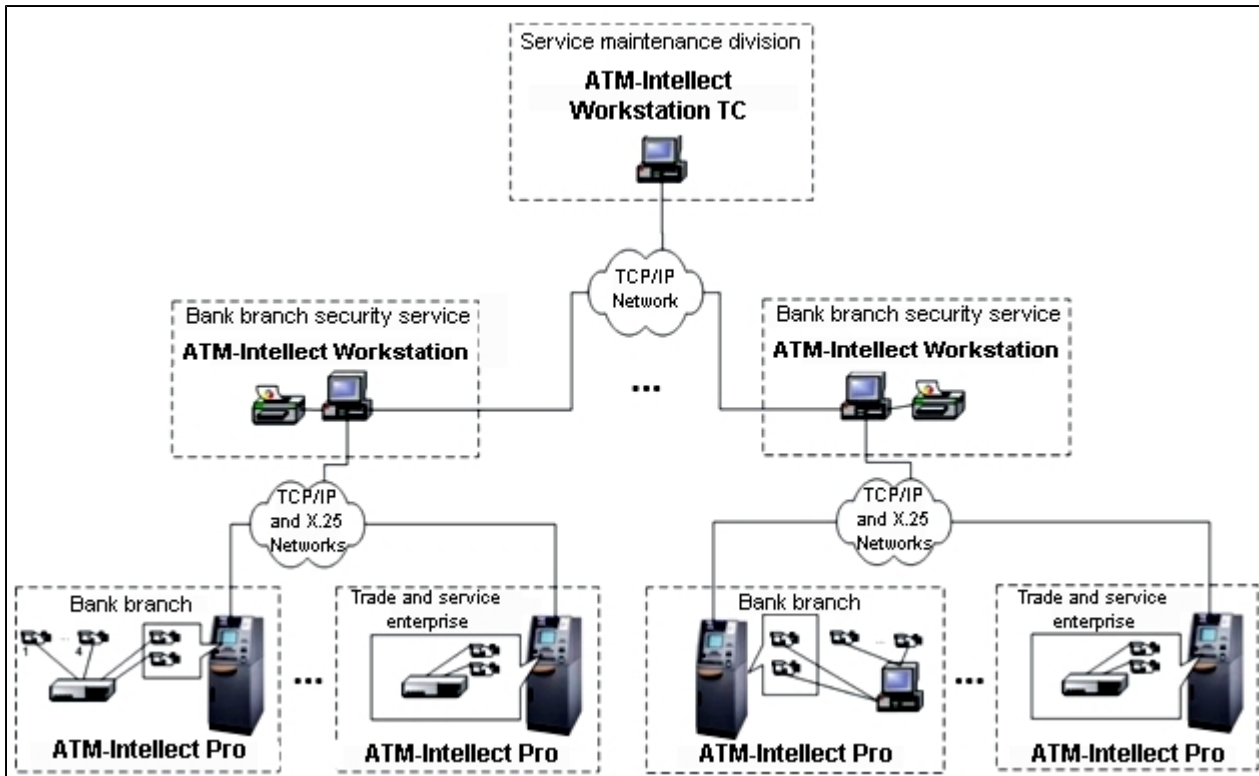 Service maintenance division
ATM-Intellect
Workstation TC
TCP/IP
Network
Bank branch security service
ATM-Intellect Workstation
...
Bank branch security service
ATM-Intellect Workstation
TCP/IP
and X.25
Networks
TCP/IP
and X.25
Networks
Bank branch
1
...
4
ATM-Intellect Pro
...
Trade and service
enterprise
ATM-Intellect Pro
Bank branch
...
ATM-Intellect Pro
...
Trade and service
enterprise
ATM-Intellect Pro